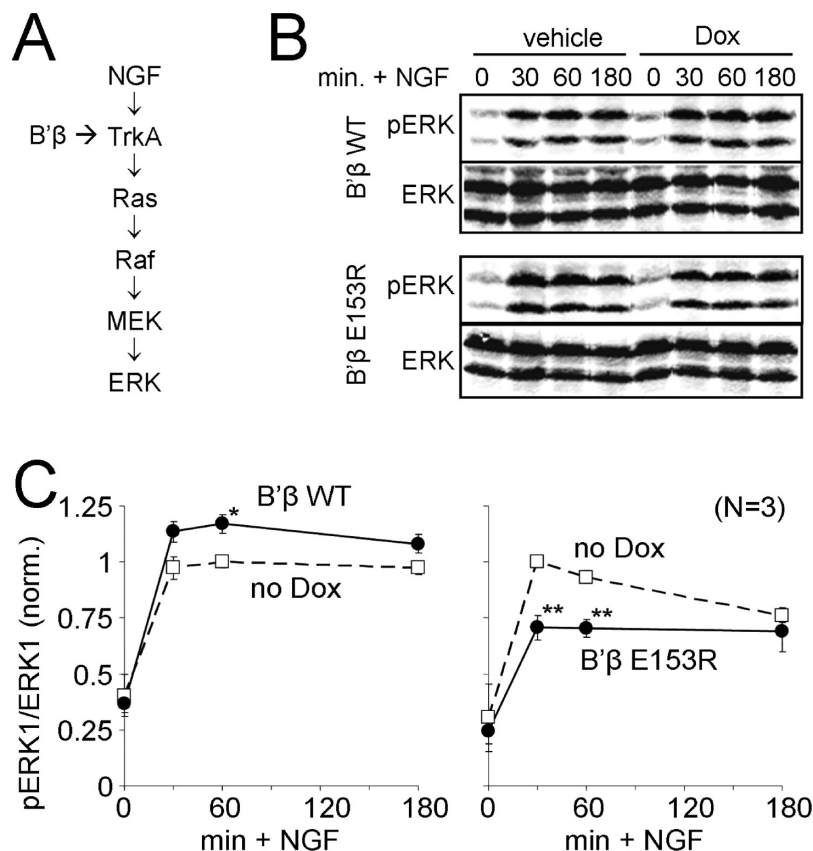 A
NGF
↓
B'β → TrkA
↓
Ras
↓
Raf
↓
MEK
↓
ERK
B
vehicle Dox
min. + NGF 0 30 60 180 0 30 60 180
B'β WT
pERK
ERK
B'β E153R
pERK
ERK
C
pERK1/ERK1 (norm.)
1.25
1
0.75
0.5
0.25
0
B'β WT
*
no Dox
0 60 120 180
min + NGF
(N=3)
no Dox
** **
B'β E153R
0 60 120 180
min + NGF